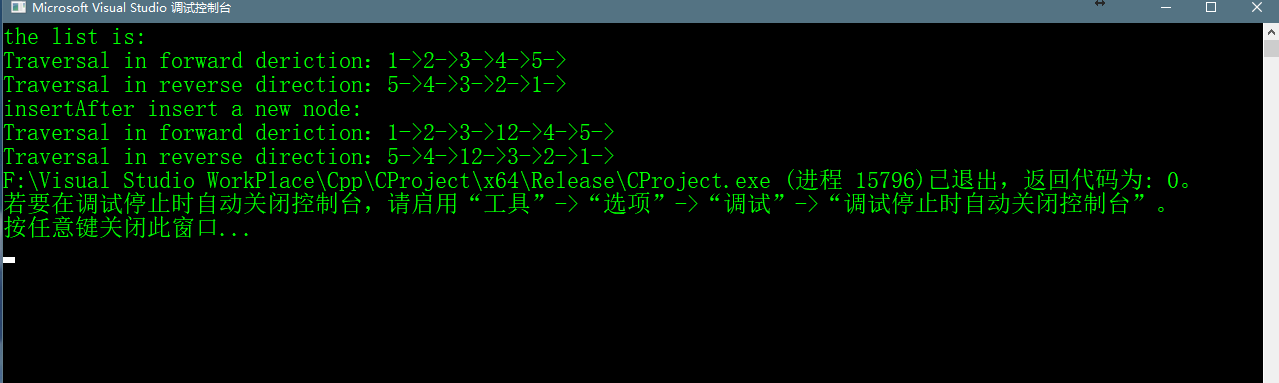 Microsoft Visual Studio 调试控制台
the list is:
Traversal in forward deriction: 1->2->3->4->5->
Traversal in reverse direction: 5->4->3->2->1->
insertAfter insert a new node:
Traversal in forward deriction: 1->2->3->12->4->5->
Traversal in reverse direction: 5->4->12->3->2->1->
F:\Visual Studio WorkPlace\Cpp\CProject\x64\Release\CProject.exe (进程 15796)已退出，返回代码为: 0。
若要在调试停止时自动关闭控制台，请启用“工具”->“选项”->“调试”->“调试停止时自动关闭控制台”。
按任意键关闭此窗口...